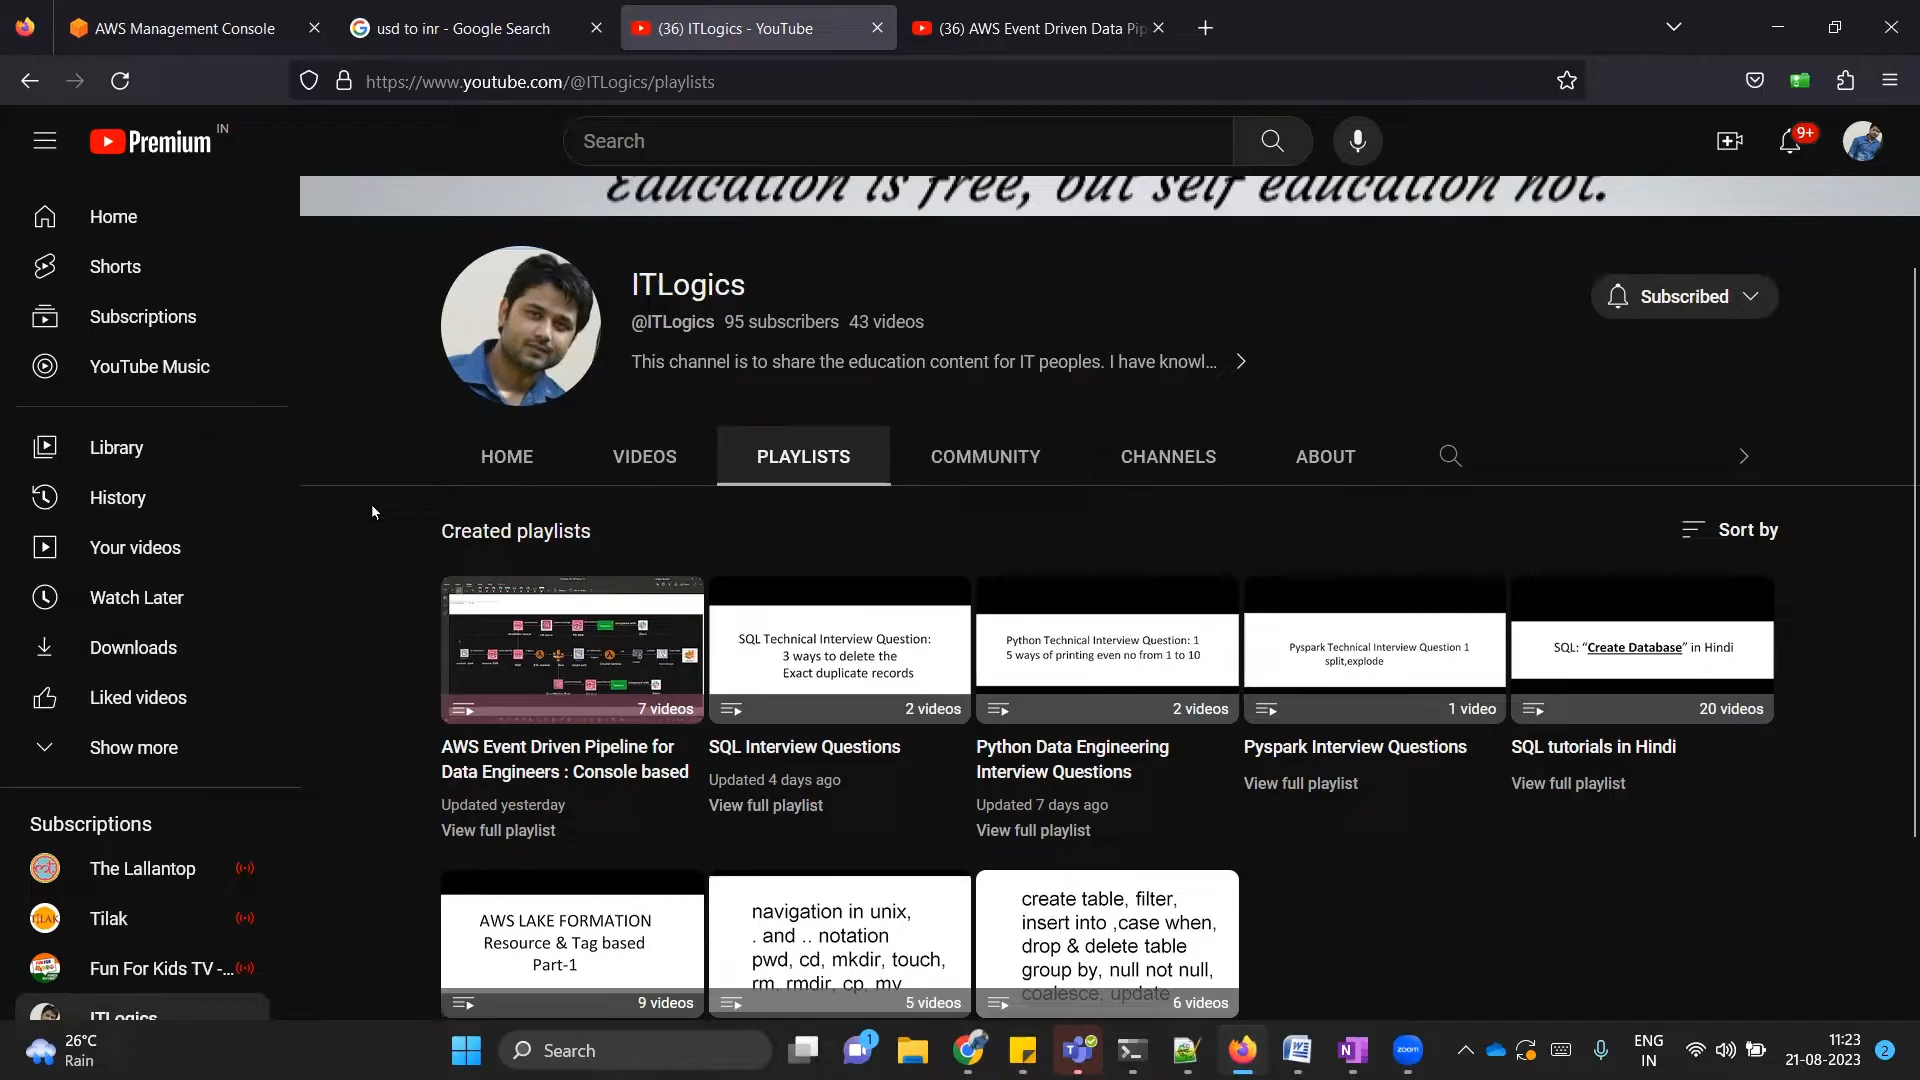 AWS Management Console
usd to inr - Google Search
(36) ITLogics - YouTube
(36) AWS Event Driven Data Pip
https://www.youtube.com/@ITLogics/playlists
Premium IN
Search
9+
Education is free, but self education not.
Home
Shorts
Subscriptions
YouTube Music
Library
History
Your videos
Watch Later
Downloads
Liked videos
Show more
Subscriptions
The Lallantop
Tilak
Fun For Kids TV -...
ITLogics
ITLogics
@ITLogics 95 subscribers 43 videos
This channel is to share the education content for IT peoples. I have knowl...
Subscribed
HOME VIDEOS PLAYLISTS COMMUNITY CHANNELS ABOUT
Created playlists
Sort by
7 videos
AWS Event Driven Pipeline for
Data Engineers : Console based
Updated yesterday
View full playlist
SQL Technical Interview Question:
3 ways to delete the
Exact duplicate records
2 videos
SQL Interview Questions
Updated 4 days ago
View full playlist
Python Technical Interview Question: 1
5 ways of printing even no from 1 to 10
2 videos
Python Data Engineering
Interview Questions
Updated 7 days ago
View full playlist
Pyspark Technical Interview Question 1
split,explode
1 video
Pyspark Interview Questions
View full playlist
SQL: “Create Database” in Hindi
20 videos
SQL tutorials in Hindi
View full playlist
AWS LAKE FORMATION
Resource & Tag based
Part-1
9 videos
navigation in unix,
. and .. notation
pwd, cd, mkdir, touch,
rm, rmdir, cp, mv
5 videos
create table, filter,
insert into ,case when,
drop & delete table
group by, null not null,
coalesce, update
6 videos
26°C
Rain
Search
1
zoom
ENG
IN
11:23
21-08-2023
2